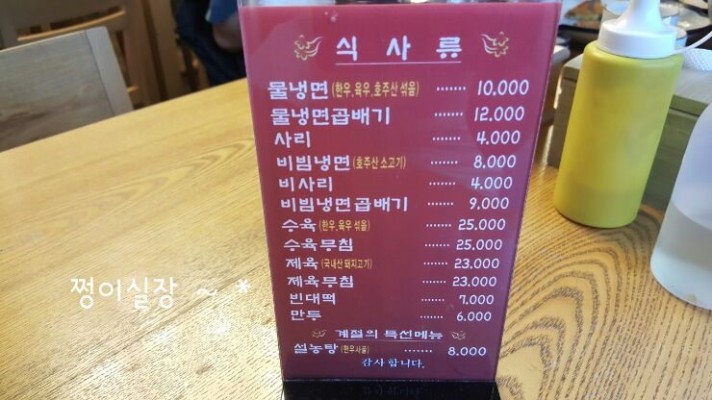 식 사 류
물냉면 (한우,육우,호주산 섞음) ······· 10,000
물냉면곱배기 ······· 12,000
사리 ······· 4,000
비빔냉면 (호주산 소고기) ······· 8,000
비사리 ······· 4,000
비빔냉면곱배기 ······· 9,000
수육 (한우,육우 섞음) ······· 25,000
수육무침 ······· 25,000
제육 (국내산 돼지고기) ······· 23,000
제육무침 ······· 23,000
빈대떡 ······· 7,000
만두 ······· 6,000
계절의 특선메뉴
설농탕 (한우사골) ······· 8,000
감사합니다.
쩡이실장 ~ *